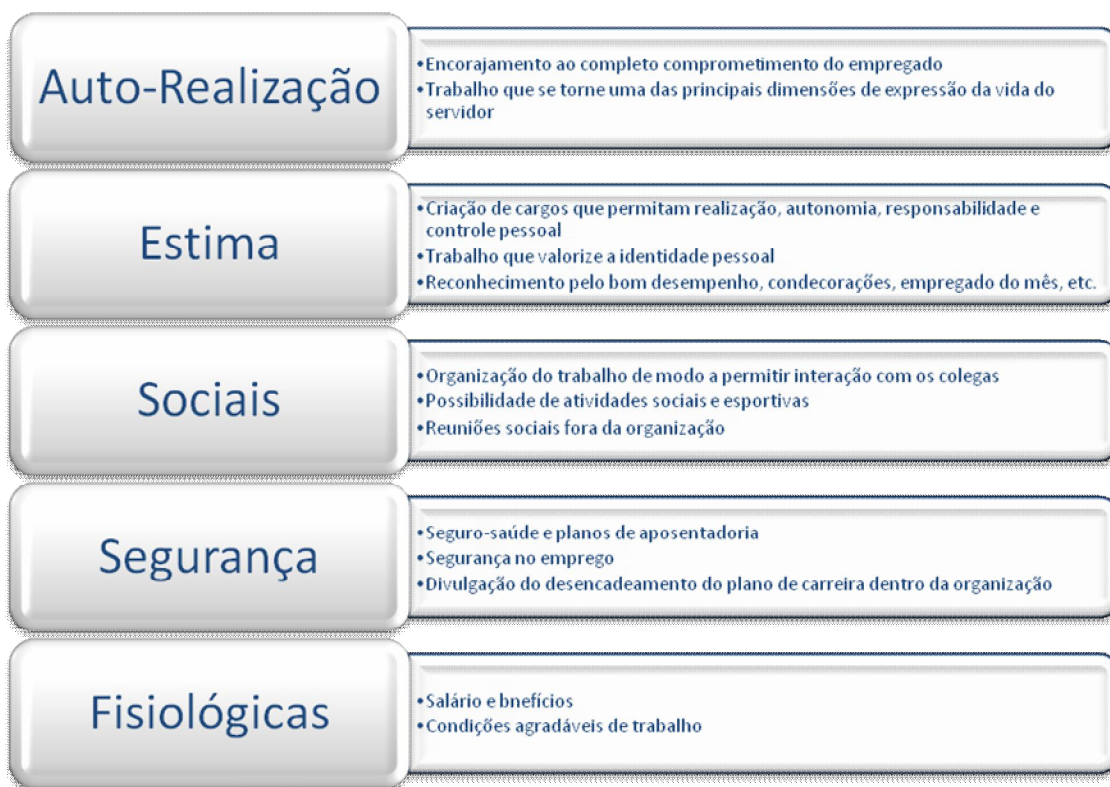 Auto-Realização
•Encorajamento ao completo comprometimento do empregado
•Trabalho que se torne uma das principais dimensões de expressão da vida do
servidor
Estima
•Criação de cargos que permitam realização, autonomia, responsabilidade e
controle pessoal
•Trabalho que valorize a identidade pessoal
•Reconhecimento pelo bom desempenho, condecorações, empregado do mês, etc.
Sociais
•Organização do trabalho de modo a permitir interação com os colegas
•Possibilidade de atividades sociais e esportivas
•Reuniões sociais fora da organização
Segurança
•Seguro-saúde e planos de aposentadoria
•Segurança no emprego
•Divulgação do desencadeamento do plano de carreira dentro da organização
Fisiológicas
•Salário e bnefícios
•Condições agradáveis de trabalho